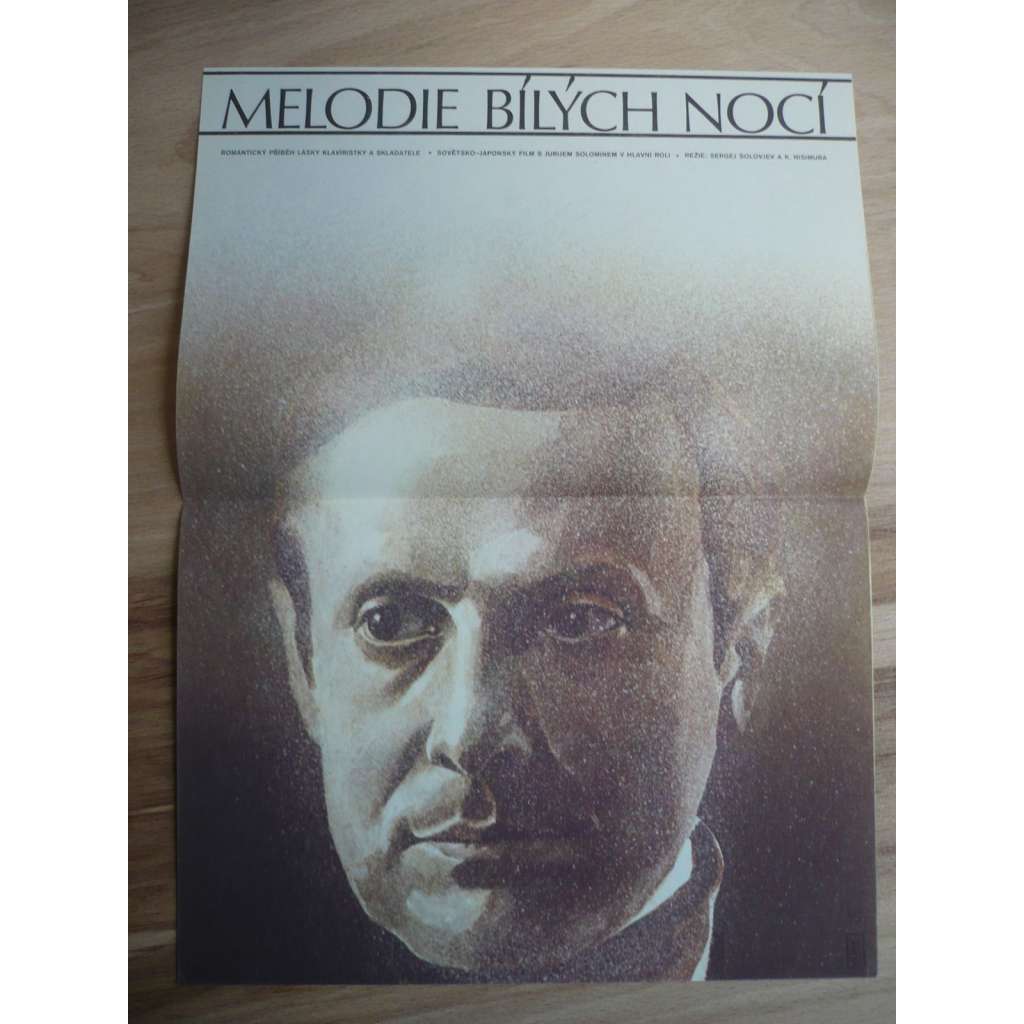 MELODIE BÍLÝCH NOCÍ
ROMANTICKÝ PŘÍBĚH LÁSKY KLAVÍRISTKY A SKLADATELE • SOVĚTSKO-JAPONSKÝ FILM S JURIJEM SOLOMINEM V HLAVNÍ ROLI • REŽIE: SERGEJ SOLOVJEV A K. NISIMURA